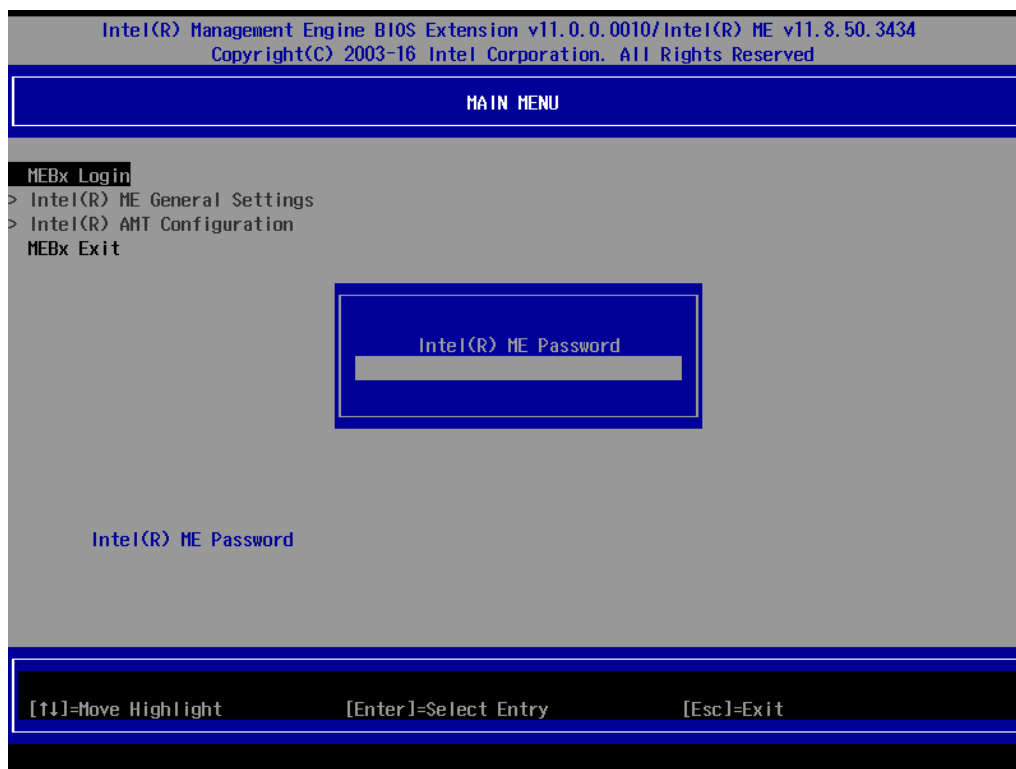 Intel(R) Management Engine BIOS Extension v11.0.0.0010/Intel(R) ME v11.8.50.3434
Copyright(C) 2003-16 Intel Corporation. All Rights Reserved
MAIN MENU
MEBx Login
> Intel(R) ME General Settings
> Intel(R) AMT Configuration
MEBx Exit
Intel(R) ME Password
Intel(R) ME Password
[↑↓]=Move Highlight [Enter]=Select Entry [Esc]=Exit